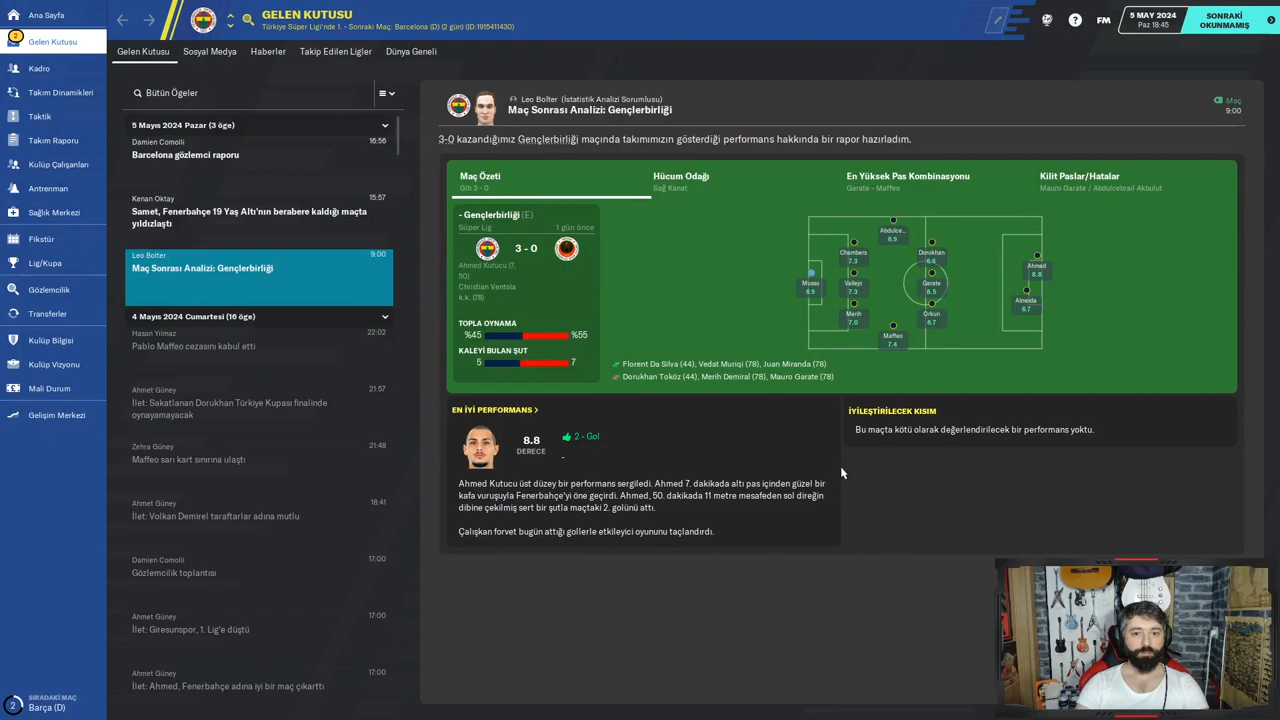 Ana Sayfa
GELEN KUTUSU
Türkiye Süper Ligi'nde 1. - Sonraki Maç: Barcelona (D) (2 gün) (ID:1915411430)
FM
5 MAY 2024
Paz 18:45
SONRAKİ
OKUNMAMIŞ
2
Gelen Kutusu
Kadro
Takım Dinamikleri
Taktik
Takım Raporu
Kulüp Çalışanları
Antrenman
Sağlık Merkezi
Fikstür
Lig/Kupa
Gözlemcilik
Transferler
Kulüp Bilgisi
Kulüp Vizyonu
Mali Durum
Gelişim Merkezi
2
SIRADAKİ MAÇ
Barça (D)
Gelen Kutusu
Sosyal Medya
Haberler
Takip Edilen Ligler
Dünya Geneli
Bütün Ögeler
5 Mayıs 2024 Pazar (3 öge)
Damien Comolli 16:56
Barcelona gözlemci raporu
Kenan Oktay 15:57
Samet, Fenerbahçe 19 Yaş Altı'nın berabere kaldığı maçta
yıldızlaştı
Leo Bolter 9:00
Maç Sonrası Analizi: Gençlerbirliği
4 Mayıs 2024 Cumartesi (16 öge)
Hasan Yılmaz 22:02
Pablo Maffeo cezasını kabul etti
Ahmet Güney 21:57
İlet: Sakatlanan Dorukhan Türkiye Kupası finalinde
oynayamayacak
Zehra Güney 21:48
Maffeo sarı kart sınırına ulaştı
Ahmet Güney 18:41
İlet: Volkan Demirel taraftarlar adına mutlu
Damien Comolli 17:00
Gözlemcilik toplantısı
Ahmet Güney 17:00
İlet: Giresunspor, 1. Lig'e düştü
Ahmet Güney 17:00
İlet: Ahmed, Fenerbahçe adına iyi bir maç çıkarttı
Leo Bolter (İstatistik Analizi Sorumlusu)
Maç Sonrası Analizi: Gençlerbirliği
Maç
9:00
3-0 kazandığımız Gençlerbirliği maçında takımımızın gösterdiği performans hakkında bir rapor hazırladım.
Maç Özeti
Glb 3 - 0
Hücum Odağı
Sağ Kanat
En Yüksek Pas Kombinasyonu
Garate - Maffeo
Kilit Paslar/Hatalar
Mauro Garate / Abdulcebrail Akbulut
- Gençlerbirliği (E)
Süper Lig 1 gün önce
3 - 0
Ahmed Kutucu (7,
50)
Christian Ventola
k.k. (78)
TOPLA OYNAMA
%45 %55
KALEYİ BULAN ŞUT
5 7
Abdulce...
6.9
Chambers
7.3
Dorukhan
6.6
Ahmed
8.8
Musso
6.9
Vallejo
7.3
Garate
8.5
Almeida
6.7
Merih
7.0
Orkun
6.7
Maffeo
7.4
Florent Da Silva (44), Vedat Muriqi (78), Juan Miranda (78)
Dorukhan Toköz (44), Merih Demiral (78), Mauro Garate (78)
EN İYİ PERFORMANS
8.8
DERECE
2 - Gol
-
Ahmed Kutucu üst düzey bir performans sergiledi. Ahmed 7. dakikada altı pas içinden güzel bir
kafa vuruşuyla Fenerbahçe'yi öne geçirdi. Ahmed, 50. dakikada 11 metre mesafeden sol direğin
dibine çekilmiş sert bir şutla maçtaki 2. golünü attı.
Çalışkan forvet bugün attığı gollerle etkileyici oyununu taçlandırdı.
İYİLEŞTİRİLECEK KISIM
Bu maçta kötü olarak değerlendirilecek bir performans yoktu.